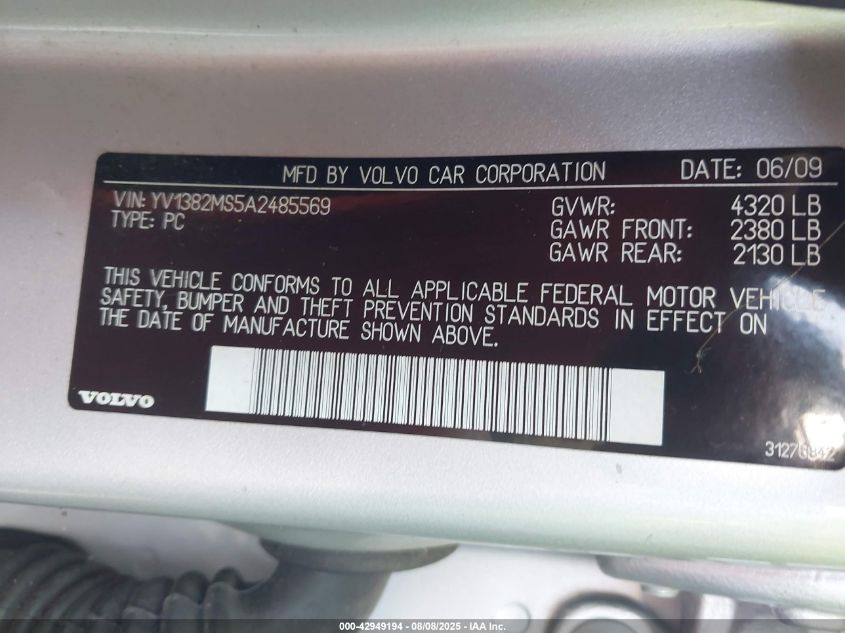 MFD BY VOLVO CAR CORPORATION DATE: 06/09
VIN: YV1382MS5A2485569 GVWR: 4320 LB
TYPE: PC GAWR FRONT: 2380 LB
GAWR REAR: 2130 LB
THIS VEHICLE CONFORMS TO ALL APPLICABLE FEDERAL MOTOR VEHICLE
SAFETY, BUMPER AND THEFT PREVENTION STANDARDS IN EFFECT ON
THE DATE OF MANUFACTURE SHOWN ABOVE.
VOLVO
000-42949194 - 08/08/2025 - IAA Inc.